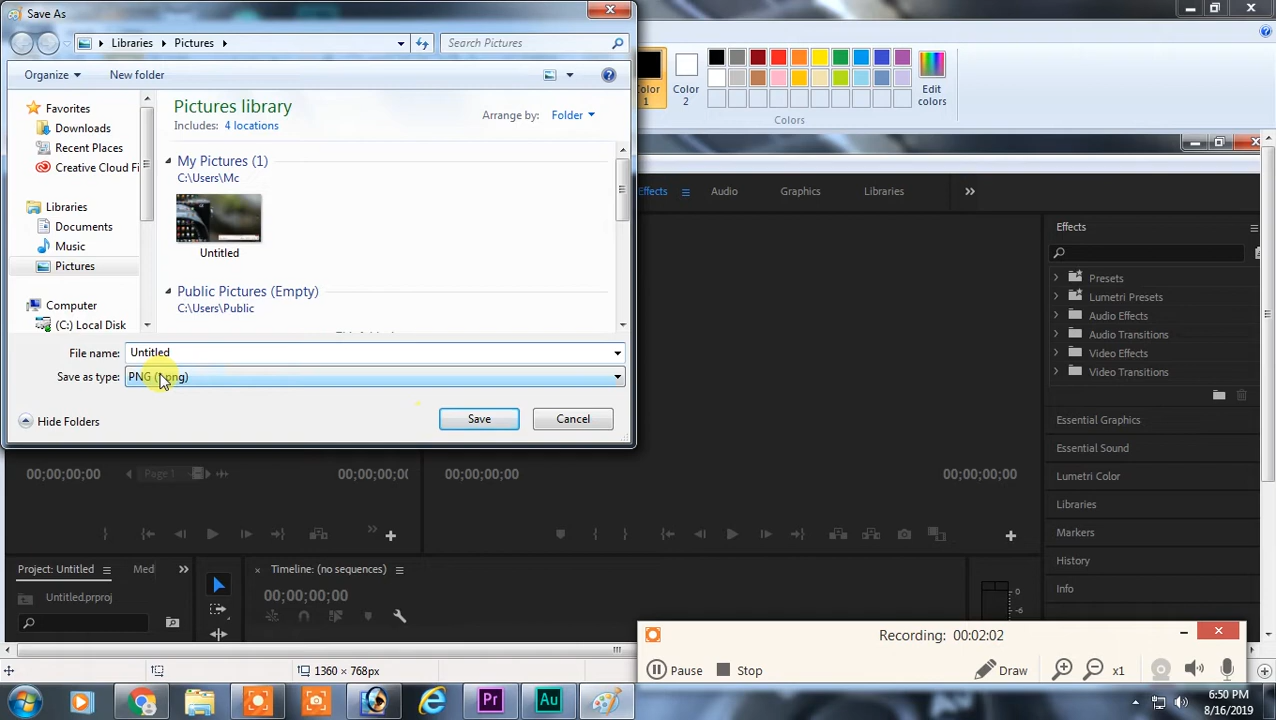 Save As
Libraries
Pictures
Search Pictures
Organize
New folder
Favorites
Downloads
Recent Places
Creative Cloud Fi
Libraries
Documents
Music
Pictures
Computer
(C:) Local Disk
Pictures library
Includes: 4 locations
Arrange by: Folder
My Pictures (1)
C:\Users\Mc
Untitled
Public Pictures (Empty)
C:\Users\Public
File name: Untitled
Save as type:
Hide Folders
Save
Cancel
Color 1
Color 2
Edit colors
Colors
Effects
Audio
Graphics
Libraries
Effects
Presets
Lumetri Presets
Audio Effects
Audio Transitions
Video Effects
Video Transitions
Essential Graphics
Essential Sound
Lumetri Color
Libraries
Markers
History
Info
00;00;00;00
Page 1
00;00;00;00
00;00;00;00
00;00;00;00
Project: Untitled
Med
Untitled.prproj
Timeline: (no sequences)
00;00;00;00
0
-6
1360 × 768px
Recording: 00:02:02
Pause
Stop
Draw
x1
Pr
Au
6:50 PM
8/16/2019